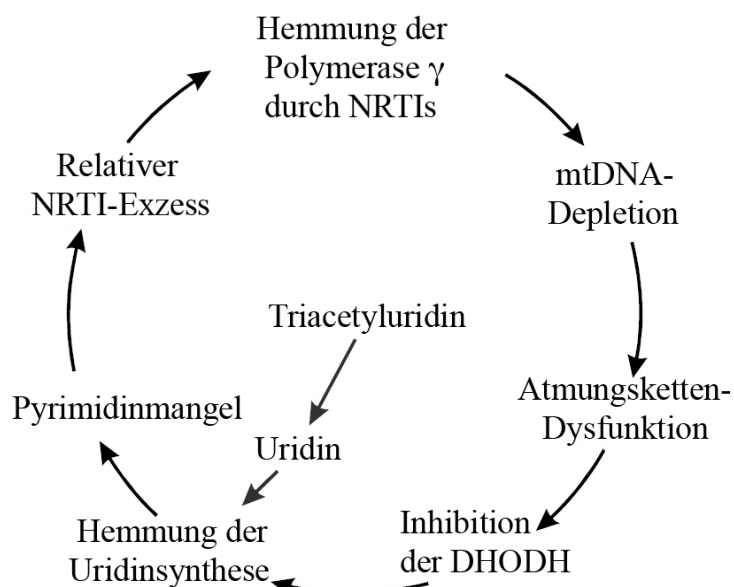 Hemmung der
Polymerase γ
durch NRTIs
mtDNA-
Depletion
Atmungsketten-
Dysfunktion
Inhibition
der DHODH
Hemmung der
Uridinsynthese
Pyrimidinmangel
Relativer
NRTI-Exzess
Triacetyluridin
Uridin